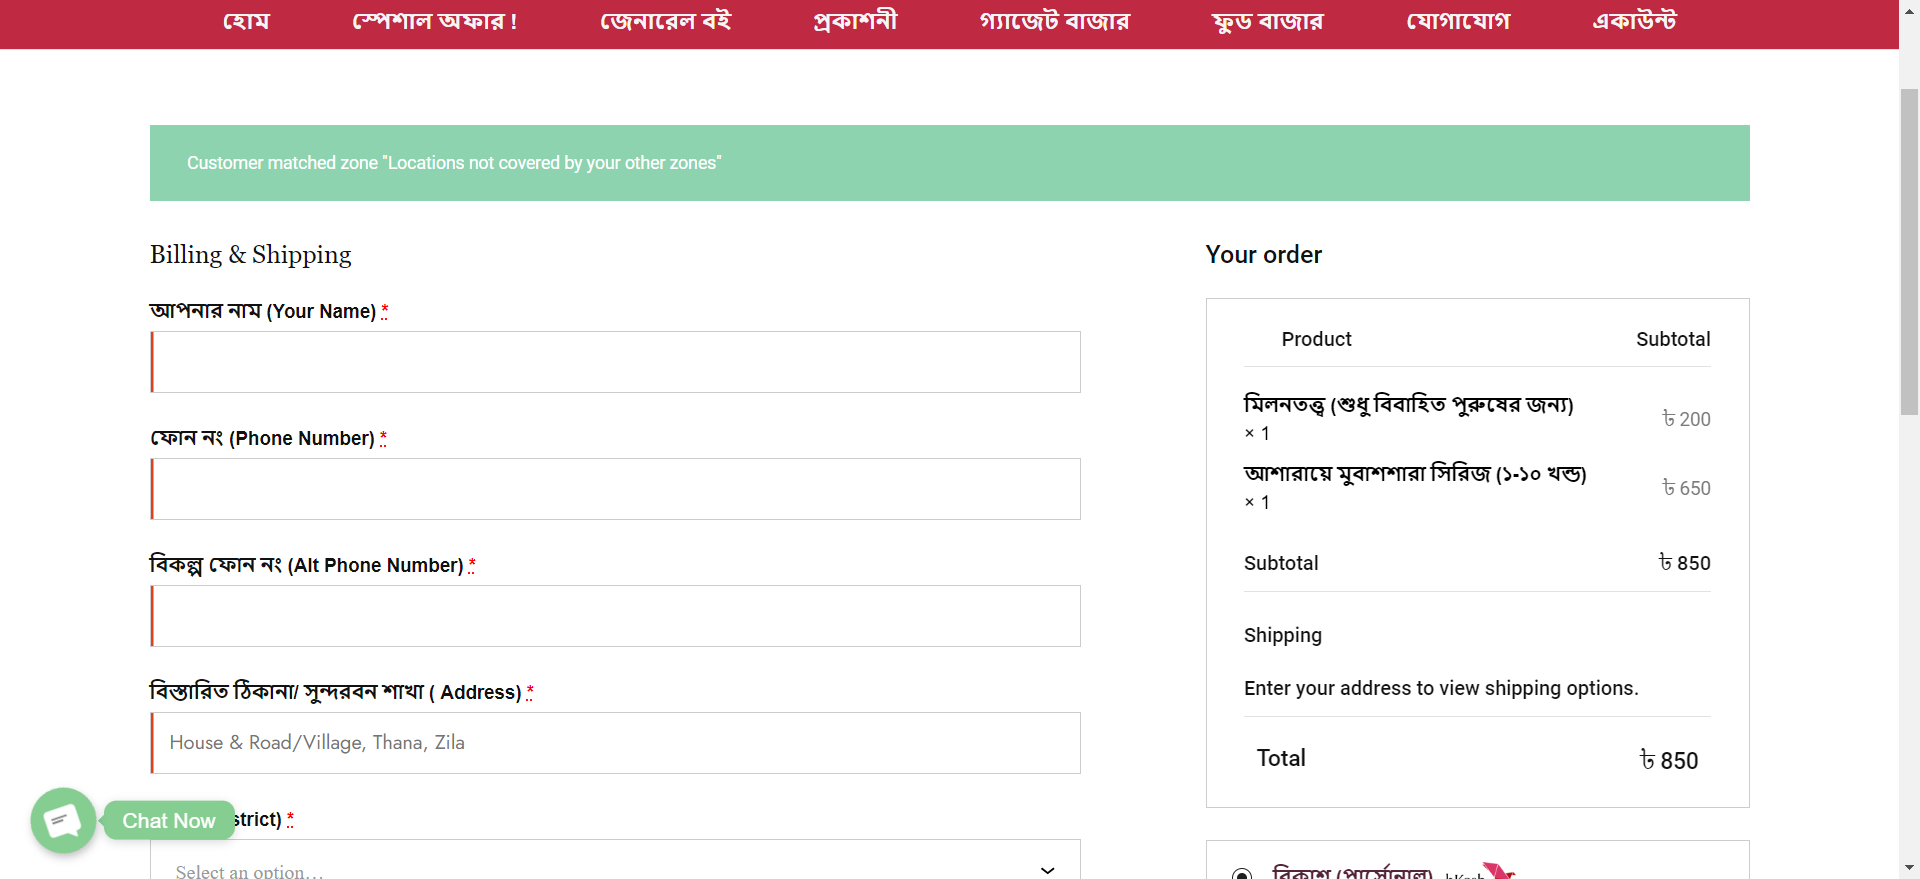 হোম স্পেশাল অফার ! জেনারেল বই প্রকাশনী গ্যাজেট বাজার ফুড বাজার যোগাযোগ একাউন্ট
Customer matched zone "Locations not covered by your other zones"
Billing & Shipping
আপনার নাম (Your Name) *
ফোন নং (Phone Number) *
বিকল্প ফোন নং (Alt Phone Number) *
বিস্তারিত ঠিকানা/ সুন্দরবন শাখা ( Address) *
House & Road/Village, Thana, Zila
Chat Now
strict) *
Select an option…
Your order
Product Subtotal
মিলনতত্ত্ব (শুধু বিবাহিত পুরুষের জন্য)
× 1
৳ 200
আশারায়ে মুবাশশারা সিরিজ (১-১০ খন্ড)
× 1
৳ 650
Subtotal ৳ 850
Shipping
Enter your address to view shipping options.
Total ৳ 850
বিকাশ (পার্সোনাল) bKash